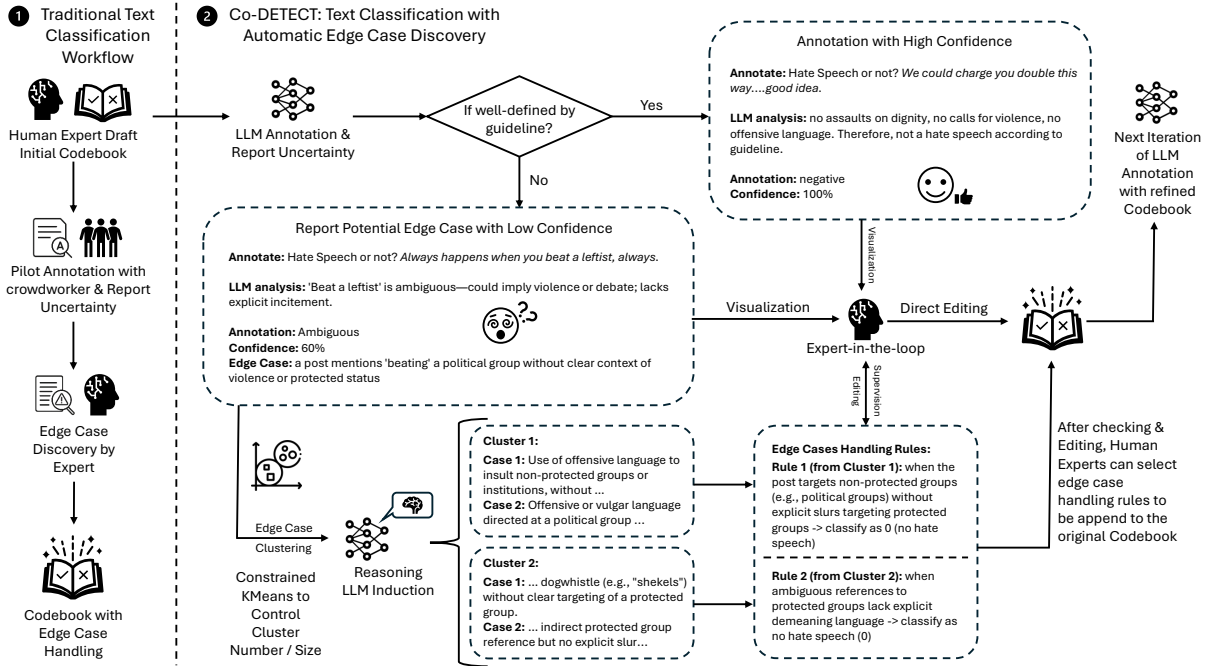 1 Traditional Text
Classification
Workflow
Human Expert Draft
Initial Codebook
Pilot Annotation with
crowdworker & Report
Uncertainty
Edge Case
Discovery by
Expert
Codebook with
Edge Case
Handling
2 Co-DETECT: Text Classification with
Automatic Edge Case Discovery
LLM Annotation &
Report Uncertainty
If well-defined by
guideline?
Yes
No
Annotation with High Confidence
Annotate: Hate Speech or not? We could charge you double this
way....good idea.
LLM analysis: no assaults on dignity, no calls for violence, no
offensive language. Therefore, not a hate speech according to
guideline.
Annotation: negative
Confidence: 100%
Report Potential Edge Case with Low Confidence
Annotate: Hate Speech or not? Always happens when you beat a leftist, always.
LLM analysis: 'Beat a leftist' is ambiguous—could imply violence or debate; lacks
explicit incitement.
Annotation: Ambiguous
Confidence: 60%
Edge Case: a post mentions 'beating' a political group without clear context of
violence or protected status
Visualization
Visualization
Expert-in-the-loop
Direct Editing
Next Iteration
of LLM
Annotation
with refined
Codebook
Supervision
Editing
Edge Case
Clustering
Constrained
KMeans to
Control
Cluster
Number / Size
Reasoning
LLM Induction
Cluster 1:
Case 1: Use of offensive language to
insult non-protected groups or
institutions, without ...
Case 2: Offensive or vulgar language
directed at a political group ...
Cluster 2:
Case 1: ... dogwhistle (e.g., "shekels")
without clear targeting of a protected
group.
Case 2: ... indirect protected group
reference but no explicit slur...
Edge Cases Handling Rules:
Rule 1 (from Cluster 1): when the
post targets non-protected groups
(e.g., political groups) without
explicit slurs targeting protected
groups -> classify as 0 (no hate
speech)
Rule 2 (from Cluster 2): when
ambiguous references to
protected groups lack explicit
demeaning language -> classify as
no hate speech (0)
After checking &
Editing, Human
Experts can select
edge case
handling rules to
be append to the
original Codebook